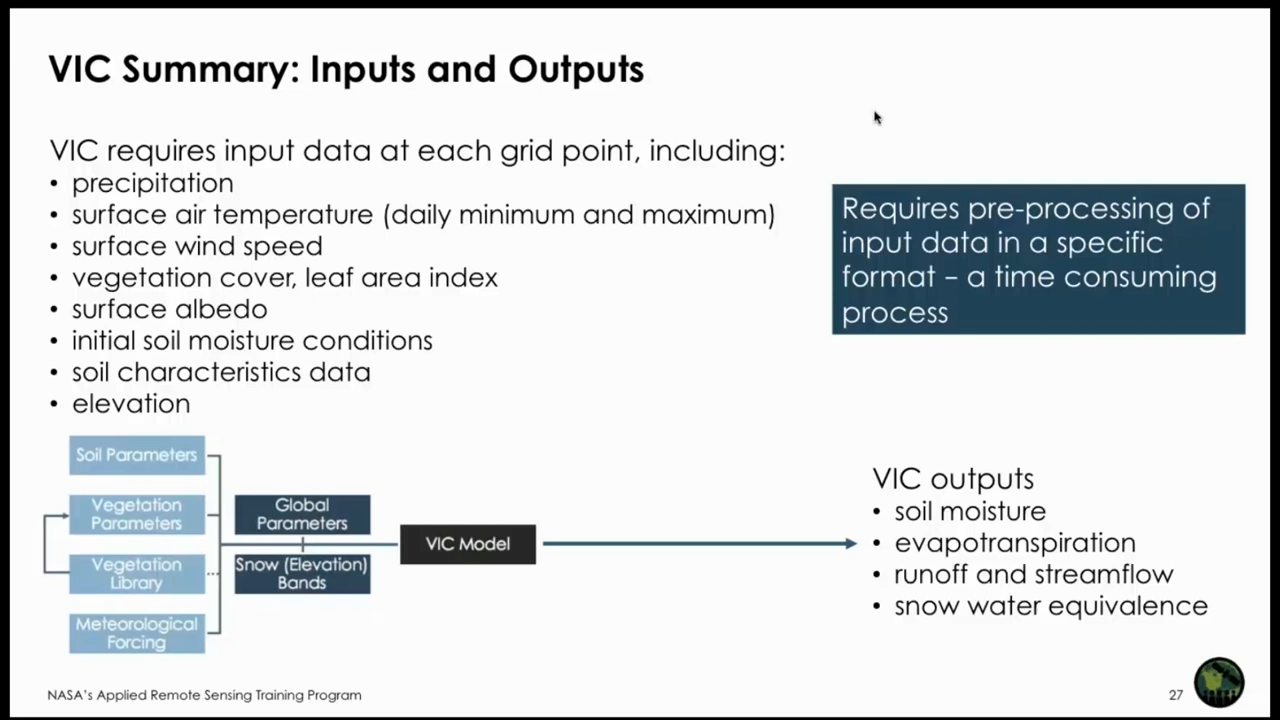 VIC Summary: Inputs and Outputs
VIC requires input data at each grid point, including:
• precipitation
• surface air temperature (daily minimum and maximum)
• surface wind speed
• vegetation cover, leaf area index
• surface albedo
• initial soil moisture conditions
• soil characteristics data
• elevation
Requires pre-processing of
input data in a specific
format – a time consuming
process
Soil Parameters
Vegetation
Parameters
Vegetation
Library
Meteorological
Forcing
Global
Parameters
Snow (Elevation)
Bands
VIC Model
VIC outputs
• soil moisture
• evapotranspiration
• runoff and streamflow
• snow water equivalence
NASA's Applied Remote Sensing Training Program
27